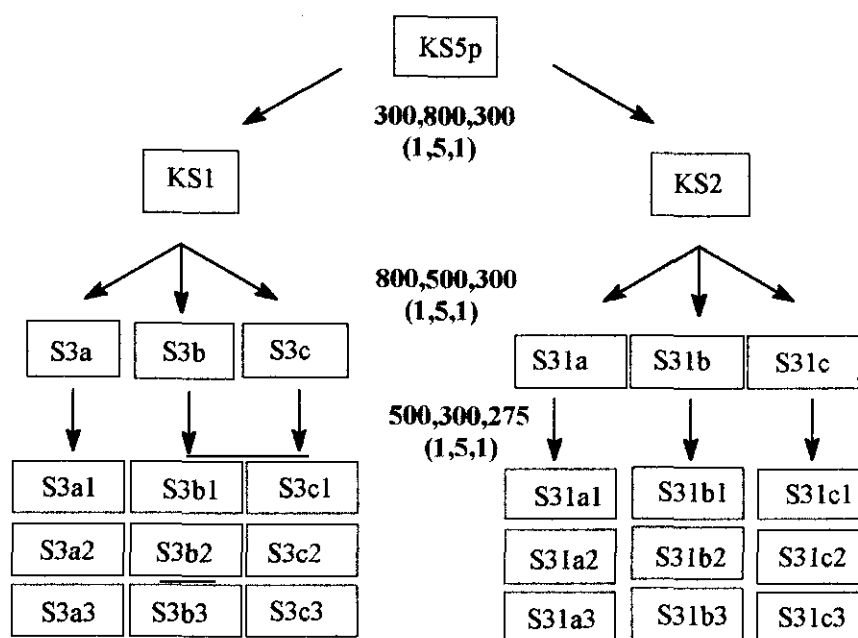 KS5p
300,800,300
(1,5,1)
KS1 KS2
800,500,300
(1,5,1)
S3a S3b S3c S31a S31b S31c
500,300,275
(1,5,1)
S3a1 S3b1 S3c1 S31a1 S31b1 S31c1
S3a2 S3b2 S3c2 S31a2 S31b2 S31c2
S3a3 S3b3 S3c3 S31a3 S31b3 S31c3